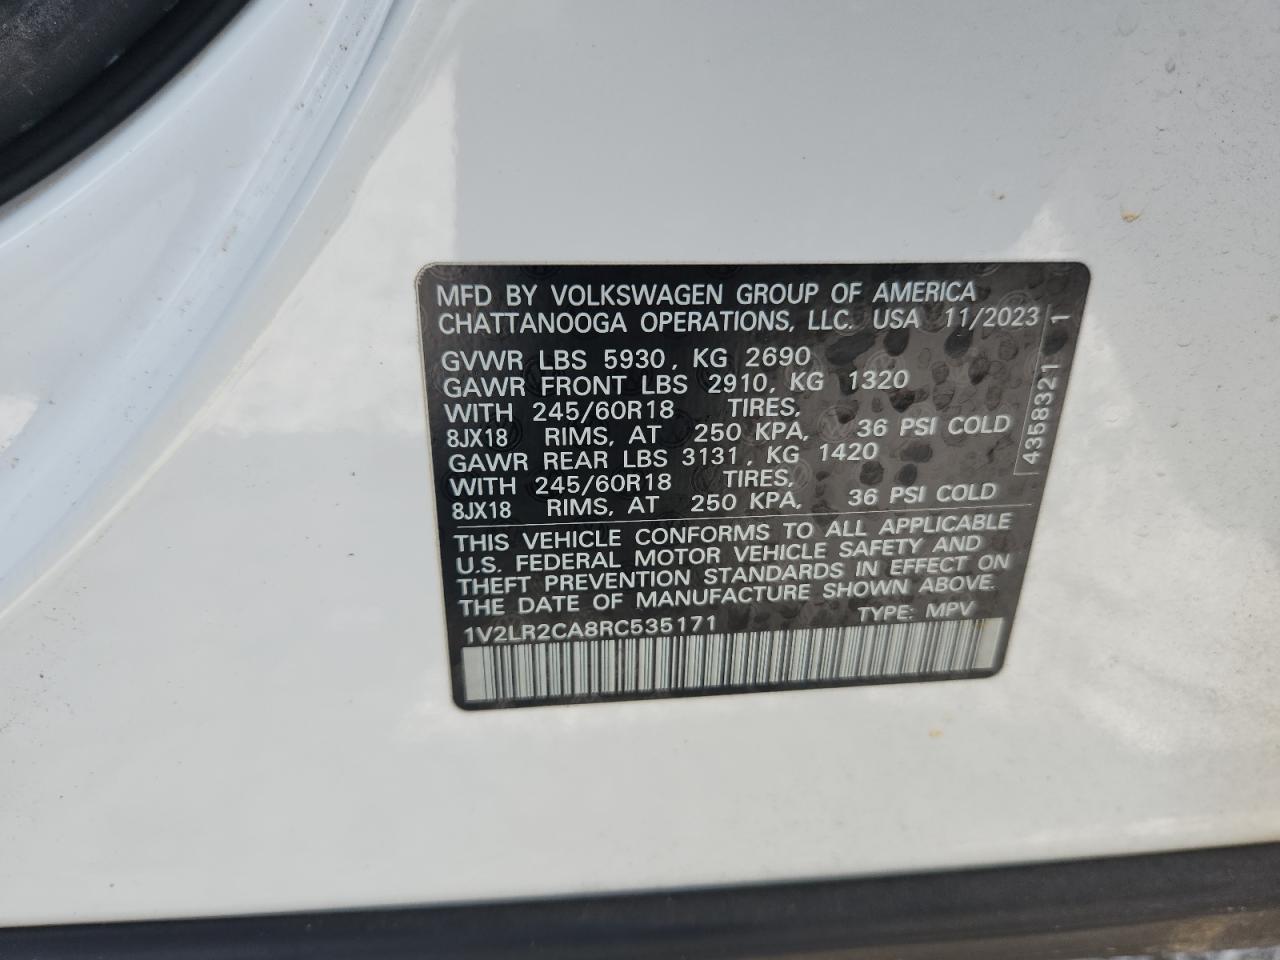 MFD BY VOLKSWAGEN GROUP OF AMERICA
CHATTANOOGA OPERATIONS, LLC. USA 11/2023
GVWR LBS 5930, KG 2690
GAWR FRONT LBS 2910, KG 1320
WITH 245/60R18 TIRES,
8JX18 RIMS, AT 250 KPA, 36 PSI COLD
GAWR REAR LBS 3131, KG 1420
WITH 245/60R18 TIRES,
8JX18 RIMS, AT 250 KPA, 36 PSI COLD
THIS VEHICLE CONFORMS TO ALL APPLICABLE
U.S. FEDERAL MOTOR VEHICLE SAFETY AND
THEFT PREVENTION STANDARDS IN EFFECT ON
THE DATE OF MANUFACTURE SHOWN ABOVE.
1V2LR2CA8RC535171 TYPE: MPV
4358321 1